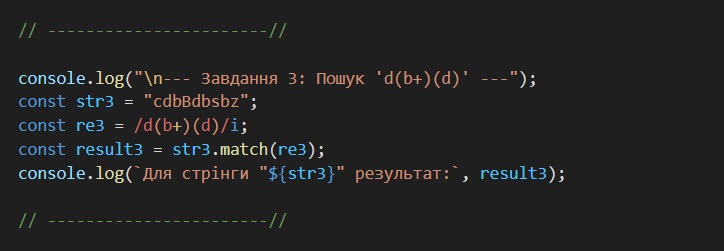 // -----------------------//
console.log("\n--- Завдання 3: Пошук 'd(b+)(d)' ---");
const str3 = "cdbBdbsbz";
const re3 = /d(b+)(d)/i;
const result3 = str3.match(re3);
console.log(`Для стрінги "${str3}" результат:`, result3);
// -----------------------//